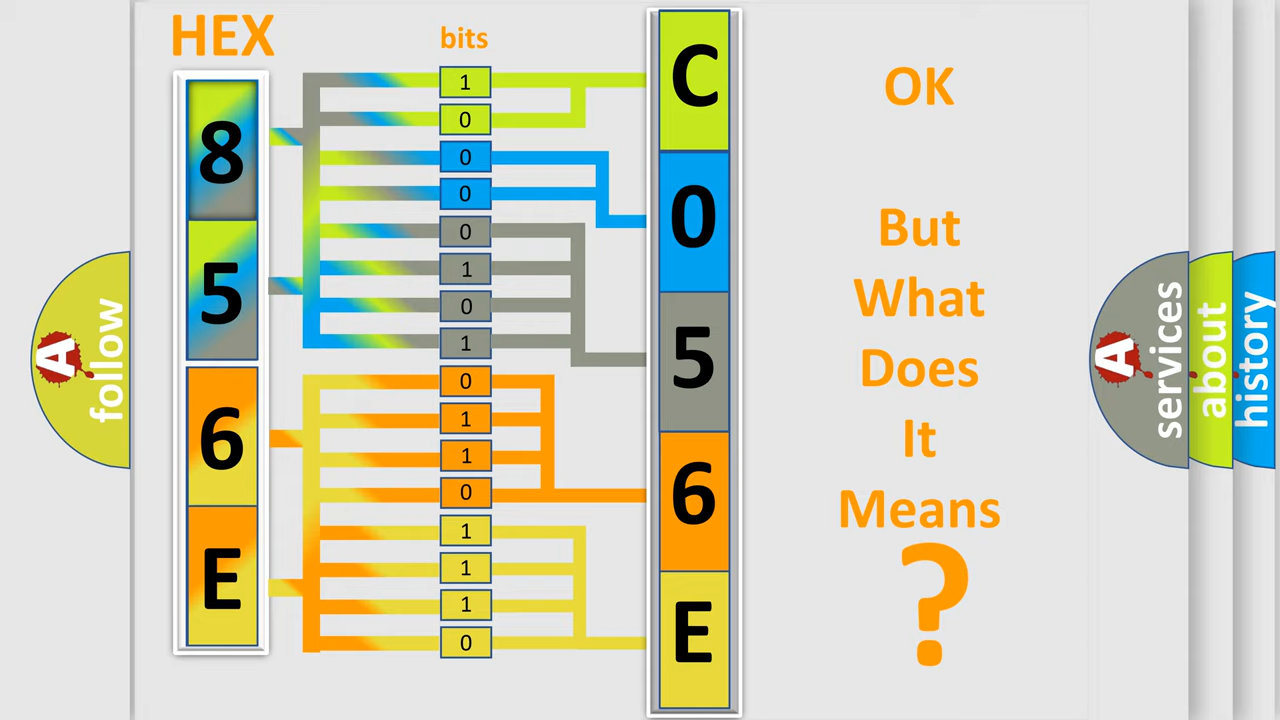 HEX
bits
8
5
6
E
1
0
0
0
0
1
0
1
0
1
1
0
1
1
1
0
C
0
5
6
E
OK
But
What
Does
It
Means
?
A
follow
A
services
about
history